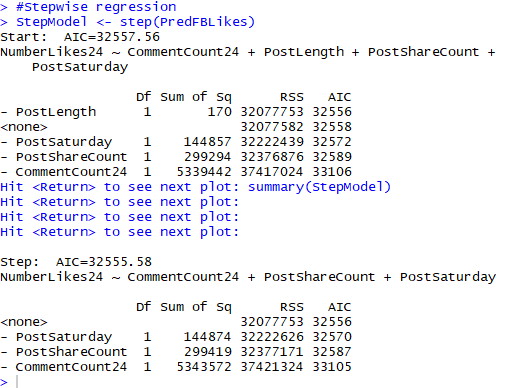 > #Stepwise regression
> StepModel <- step(PredFBLikes)
Start:  AIC=32557.56
NumberLikes24 ~ CommentCount24 + PostLength + PostShareCount +
    PostSaturday

                 Df Sum of Sq      RSS   AIC
- PostLength      1       170 32077753 32556
<none>                        32077582 32558
- PostSaturday    1    144857 32222439 32572
- PostShareCount  1    299294 32376876 32589
- CommentCount24  1   5339442 37417024 33106
Hit <Return> to see next plot: summary(StepModel)
Hit <Return> to see next plot:
Hit <Return> to see next plot:
Hit <Return> to see next plot:

Step:  AIC=32555.58
NumberLikes24 ~ CommentCount24 + PostShareCount + PostSaturday

                 Df Sum of Sq      RSS   AIC
<none>                        32077753 32556
- PostSaturday    1    144874 32222626 32570
- PostShareCount  1    299419 32377171 32587
- CommentCount24  1   5343572 37421324 33105
>